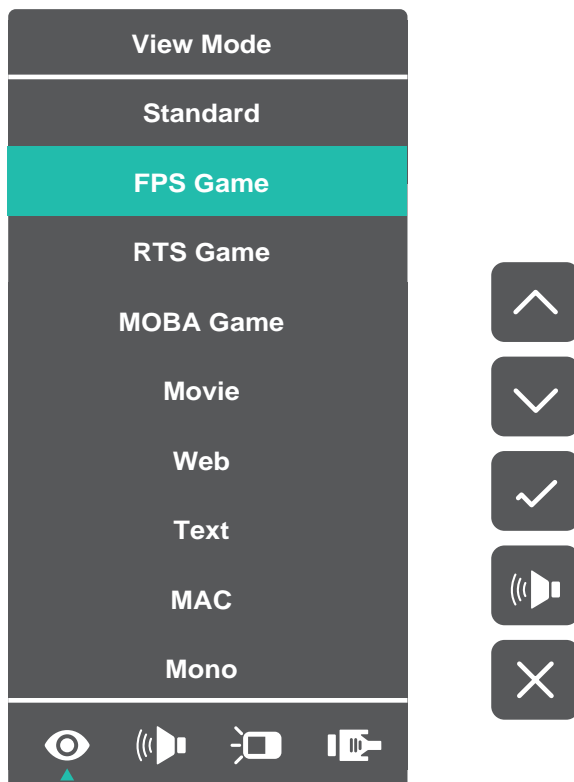 View Mode
Standard
FPS Game
RTS Game
MOBA Game
Movie
Web
Text
MAC
Mono